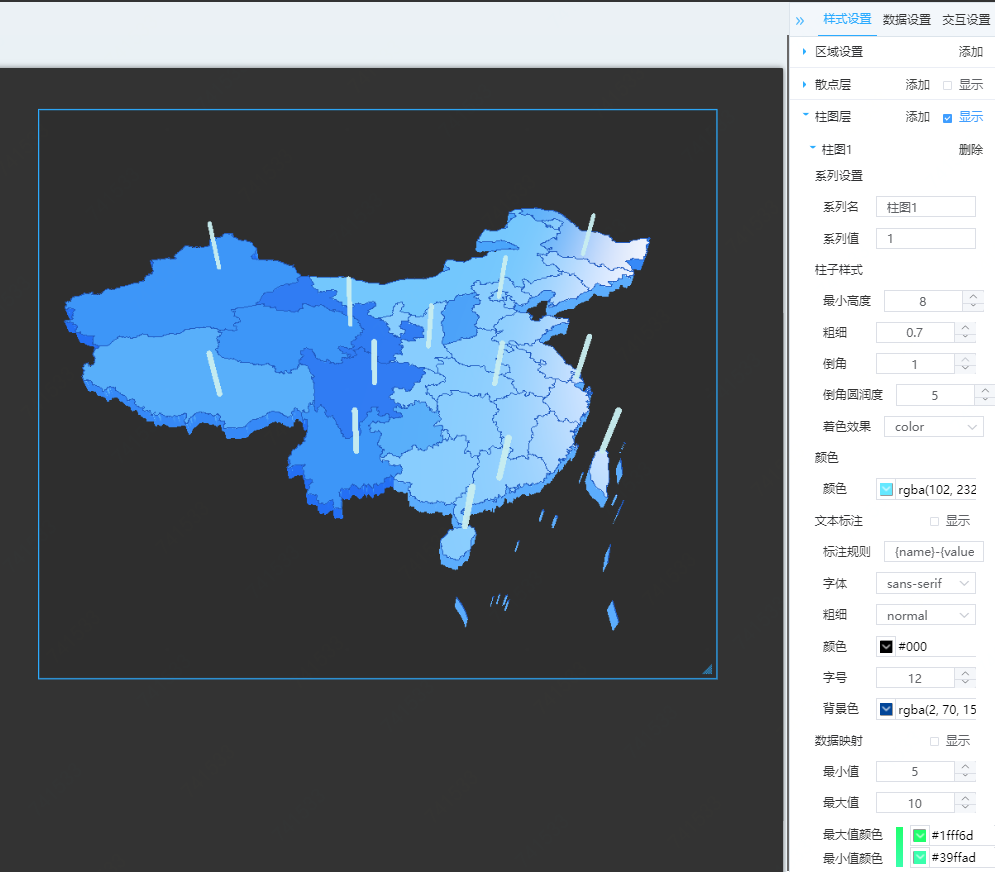 » 样式设置 数据设置 交互设置
区域设置 添加
散点层 添加 显示
柱图层 添加 显示
柱图1 删除
系列设置
系列名 柱图1
系列值 1
柱子样式
最小高度 8
粗细 0.7
倒角 1
倒角圆润度 5
着色效果 color
颜色
颜色 rgba(102, 232
文本标注 显示
标注规则 {name}-{value
字体 sans-serif
粗细 normal
颜色 #000
字号 12
背景色 rgba(2, 70, 15
数据映射 显示
最小值 5
最大值 10
最大值颜色 #1fff6d
最小值颜色 #39ffad